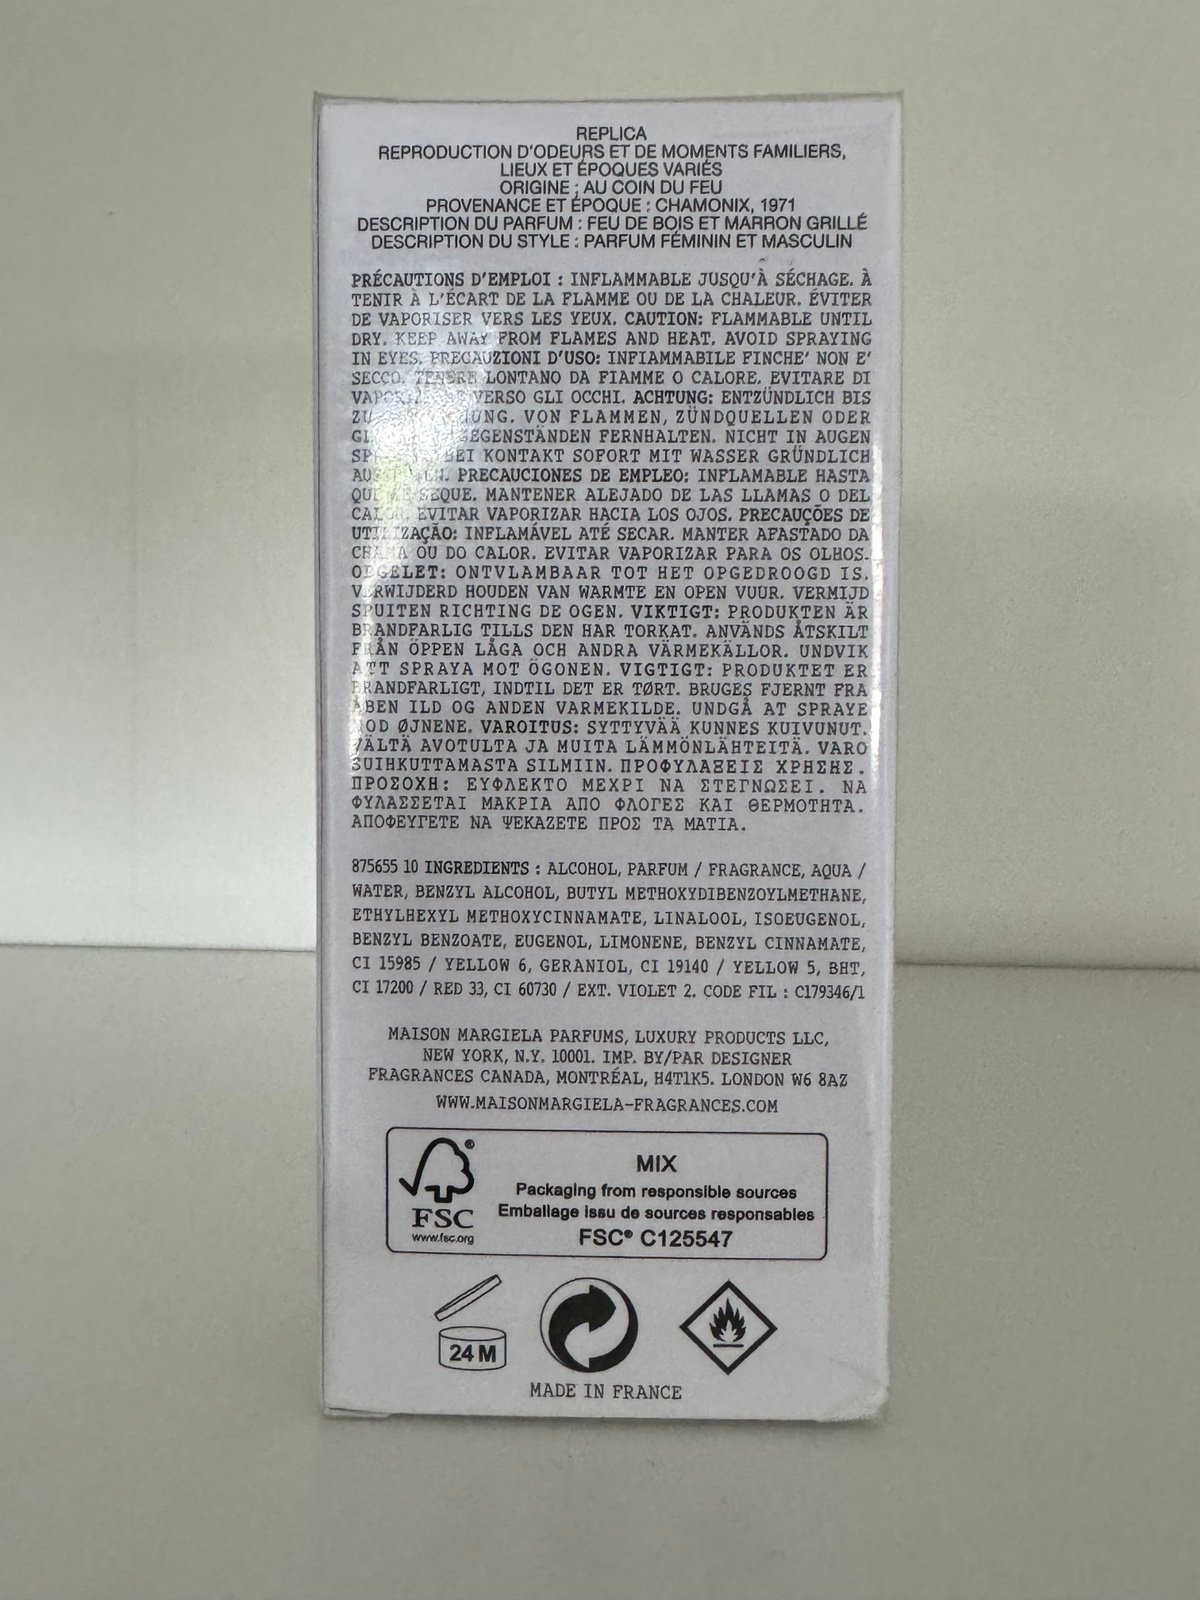 REPLICA
REPRODUCTION D'ODEURS ET DE MOMENTS FAMILIERS,
LIEUX ET ÉPOQUES VARIÉS
ORIGINE : AU COIN DU FEU
PROVENANCE ET ÉPOQUE : CHAMONIX, 1971
DESCRIPTION DU PARFUM : FEU DE BOIS ET MARRON GRILLÉ
DESCRIPTION DU STYLE : PARFUM FÉMININ ET MASCULIN
PRÉCAUTIONS D'EMPLOI : INFLAMMABLE JUSQU'À SÉCHAGE. À
TENIR À L'ÉCART DE LA FLAMME OU DE LA CHALEUR. ÉVITER
DE VAPORISER VERS LES YEUX. CAUTION: FLAMMABLE UNTIL
DRY. KEEP AWAY FROM FLAMES AND HEAT. AVOID SPRAYING
IN EYES. PRECAUZIONI D'USO: INFIAMMABILE FINCHE' NON E'
SECCO. TENERE LONTANO DA FIAMME O CALORE. EVITARE DI
VERSO GLI OCCHI. ACHTUNG: ENTZÜNDLICH BIS
VON FLAMMEN, ZÜNDQUELLEN ODER
FERNHALTEN. NICHT IN AUGEN
BEI KONTAKT SOFORT MIT WASSER GRÜNDLICH
PRECAUCIONES DE EMPLEO: INFLAMABLE HASTA
SEQUE. MANTENER ALEJADO DE LAS LLAMAS O DEL
CALOR. EVITAR VAPORIZAR HACIA LOS OJOS. PRECAUÇÕES DE
UTILIZAÇÃO: INFLAMÁVEL ATÉ SECAR. MANTER AFASTADO DA
CHAMA OU DO CALOR. EVITAR VAPORIZAR PARA OS OLHOS.
OPGELET: ONTVLAMBAAR TOT HET OPGEDROOGD IS.
VERWIJDERD HOUDEN VAN WARMTE EN OPEN VUUR. VERMIJD
SPUITEN RICHTING DE OGEN. VIKTIGT: PRODUKTEN ÄR
BRANDFARLIG TILLS DEN HAR TORKAT. ANVÄNDS ÅTSKILT
FRÅN ÖPPEN LÅGA OCH ANDRA VÄRMEKÄLLOR. UNDVIK
ATT SPRAYA MOT ÖGONEN. VIGTIGT: PRODUKTET ER
BRANDFARLIGT, INDTIL DET ER TØRT. BRUGES FJERNT FRA
ÅBEN ILD OG ANDEN VARMEKILDE. UNDGÅ AT SPRAYE
MOD ØJNENE. VAROITUS: SYTTYVÄÄ KUNNES KUIVUNUT.
VÄLTÄ AVOTULTA JA MUITA LÄMMÖNLÄHTEITÄ. VARO
SUIHKUTTAMASTA SILMIIN. ΠΡΟΦΥΛΑΞΕΙΣ ΧΡΗΣΗΣ.
ΠΡΟΣΟΧΗ: ΕΥΦΛΕΚΤΟ ΜΕΧΡΙ ΝΑ ΣΤΕΓΝΩΣΕΙ. ΝΑ
ΦΥΛΑΣΣΕΤΑΙ ΜΑΚΡΙΑ ΑΠΟ ΦΛΟΓΕΣ ΚΑΙ ΘΕΡΜΟΤΗΤΑ.
ΑΠΟΦΕΥΓΕΤΕ ΝΑ ΨΕΚΑΖΕΤΕ ΠΡΟΣ ΤΑ ΜΑΤΙΑ.
875655 10 INGREDIENTS : ALCOHOL, PARFUM / FRAGRANCE, AQUA /
WATER, BENZYL ALCOHOL, BUTYL METHOXYDIBENZOYLMETHANE,
ETHYLHEXYL METHOXYCINNAMATE, LINALOOL, ISOEUGENOL,
BENZYL BENZOATE, EUGENOL, LIMONENE, BENZYL CINNAMATE,
CI 15985 / YELLOW 6, GERANIOL, CI 19140 / YELLOW 5, BHT,
CI 17200 / RED 33, CI 60730 / EXT. VIOLET 2. CODE FIL : C179346/1
MAISON MARGIELA PARFUMS, LUXURY PRODUCTS LLC,
NEW YORK, N.Y. 10001. IMP. BY/PAR DESIGNER
FRAGRANCES CANADA, MONTRÉAL, H4T1K5. LONDON W6 8AZ
WWW.MAISONMARGIELA-FRAGRANCES.COM
FSC®
www.fsc.org
MIX
Packaging from responsible sources
Emballage issu de sources responsables
FSC® C125547
24 M
MADE IN FRANCE